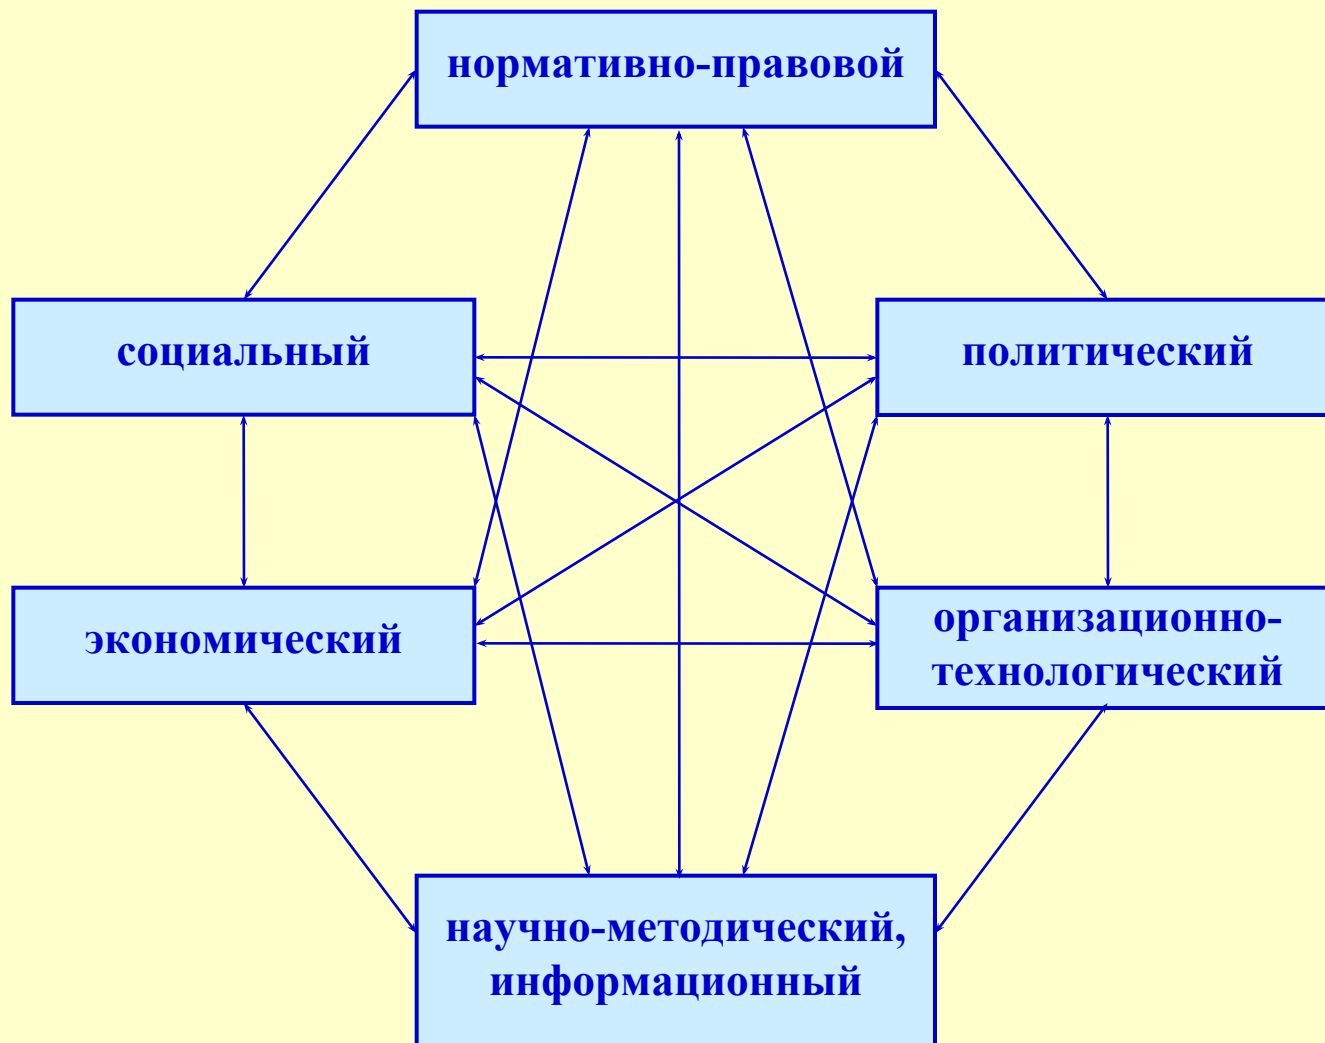 нормативно-правовой
социальный
политический
экономический
организационно-
технологический
научно-методический,
информационный